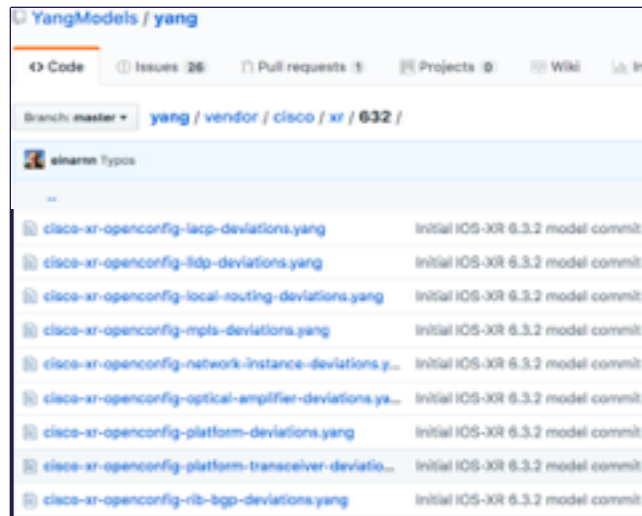 YangModels / yang
Code Issues 26 Pull requests 1 Projects 0 Wiki In
Branch: master yang / vendor / cisco / xr / 632 /
einarnn Typos
..
cisco-xr-openconfig-lacp-deviations.yang Initial IOS-XR 6.3.2 model commit
cisco-xr-openconfig-lldp-deviations.yang Initial IOS-XR 6.3.2 model commit
cisco-xr-openconfig-local-routing-deviations.yang Initial IOS-XR 6.3.2 model commit
cisco-xr-openconfig-mpls-deviations.yang Initial IOS-XR 6.3.2 model commit
cisco-xr-openconfig-network-instance-deviations.y... Initial IOS-XR 6.3.2 model commit
cisco-xr-openconfig-optical-amplifier-deviations.ya... Initial IOS-XR 6.3.2 model commit
cisco-xr-openconfig-platform-deviations.yang Initial IOS-XR 6.3.2 model commit
cisco-xr-openconfig-platform-transceiver-deviatio... Initial IOS-XR 6.3.2 model commit
cisco-xr-openconfig-rib-bgp-deviations.yang Initial IOS-XR 6.3.2 model commit